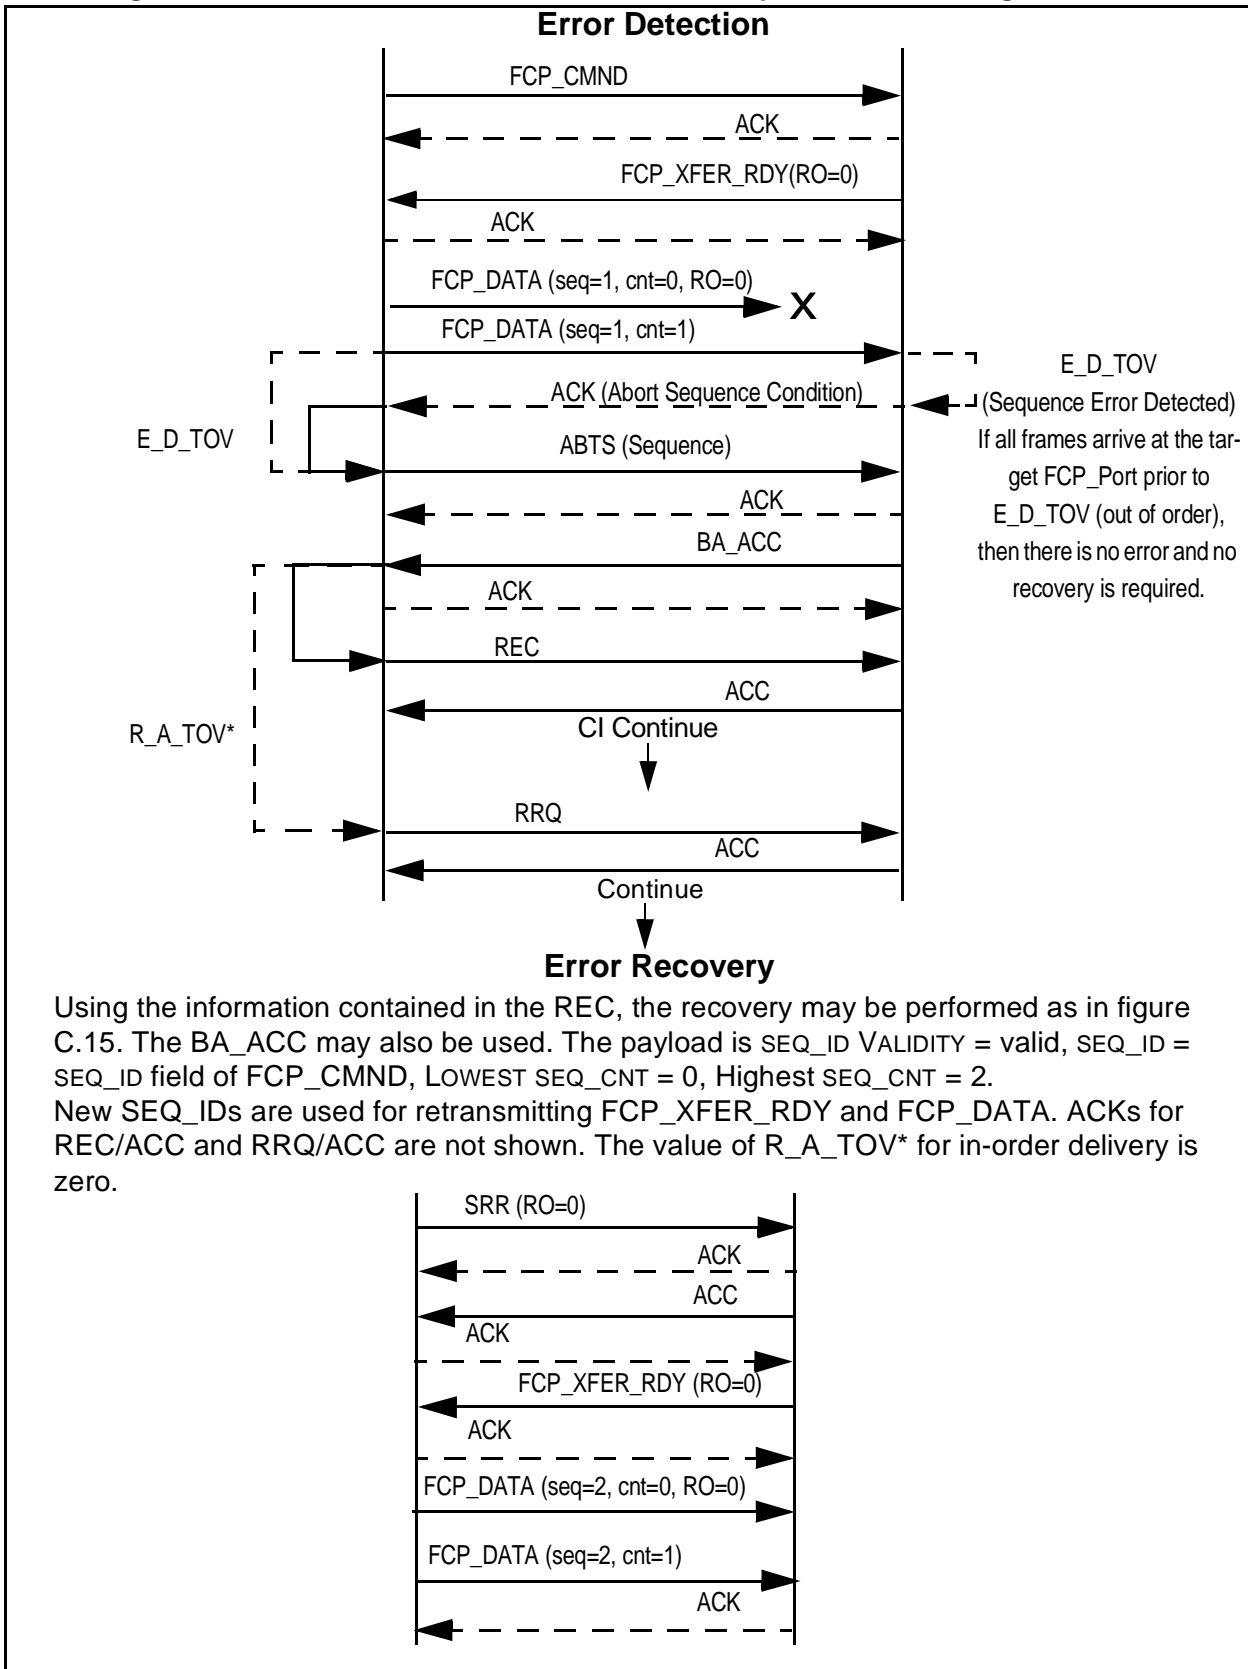 Error Detection
FCP_CMND
ACK
FCP_XFER_RDY(RO=0)
ACK
FCP_DATA (seq=1, cnt=0, RO=0)
X
FCP_DATA (seq=1, cnt=1)
E_D_TOV
ACK (Abort Sequence Condition)
(Sequence Error Detected)
E_D_TOV
ABTS (Sequence)
If all frames arrive at the tar-
get FCP_Port prior to
E_D_TOV (out of order),
then there is no error and no
recovery is required.
ACK
BA_ACC
ACK
REC
ACC
R_A_TOV*
CI Continue
RRQ
ACC
Continue
Error Recovery
Using the information contained in the REC, the recovery may be performed as in figure
C.15. The BA_ACC may also be used. The payload is SEQ_ID VALIDITY = valid, SEQ_ID =
SEQ_ID field of FCP_CMND, LOWEST SEQ_CNT = 0, Highest SEQ_CNT = 2.
New SEQ_IDs are used for retransmitting FCP_XFER_RDY and FCP_DATA. ACKs for
REC/ACC and RRQ/ACC are not shown. The value of R_A_TOV* for in-order delivery is
zero.
SRR (RO=0)
ACK
ACC
ACK
FCP_XFER_RDY (RO=0)
ACK
FCP_DATA (seq=2, cnt=0, RO=0)
FCP_DATA (seq=2, cnt=1)
ACK